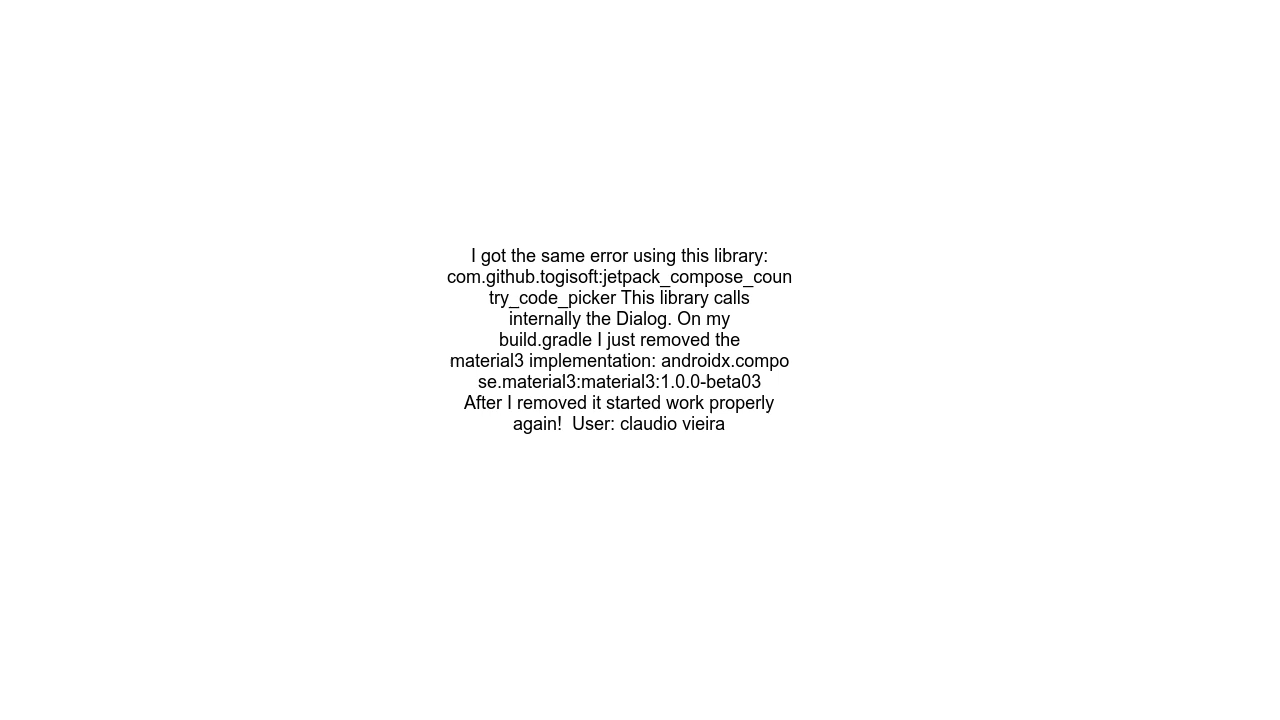 I got the same error using this library:
com.github.togisoft:jetpack_compose_coun
try_code_picker This library calls
internally the Dialog. On my
build.gradle I just removed the
material3 implementation: androidx.compo
se.material3:material3:1.0.0-beta03
After I removed it started work properly
again!  User: claudio vieira